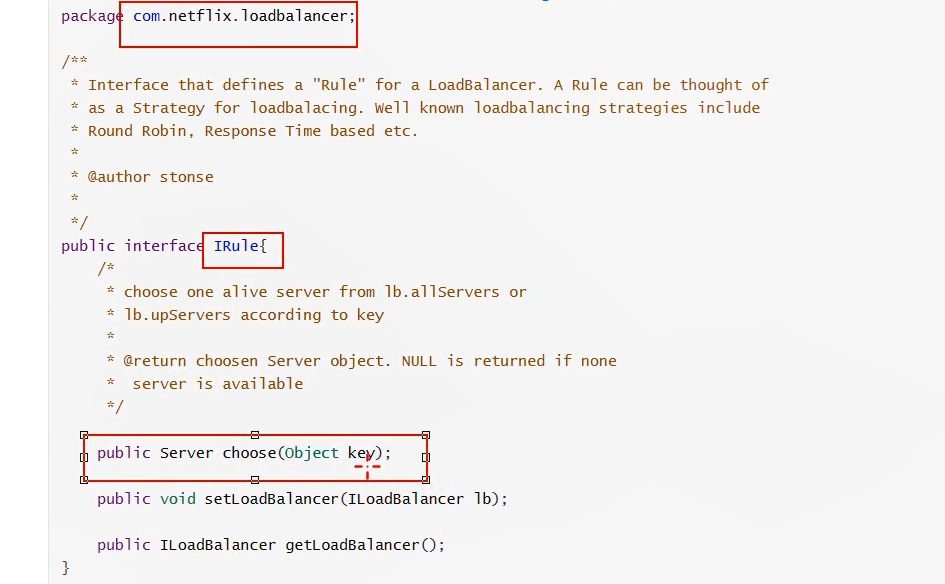 package com.netflix.loadbalancer;
/**
 * Interface that defines a "Rule" for a LoadBalancer. A Rule can be thought of
 * as a Strategy for loadbalacing. Well known loadbalancing strategies include
 * Round Robin, Response Time based etc.
 *
 * @author stonse
 *
 */
public interface IRule{
    /*
     * choose one alive server from lb.allServers or
     * lb.upServers according to key
     *
     * @return choosen Server object. NULL is returned if none
     *  server is available
     */
    public Server choose(Object key);
    public void setLoadBalancer(ILoadBalancer lb);
    public ILoadBalancer getLoadBalancer();
}